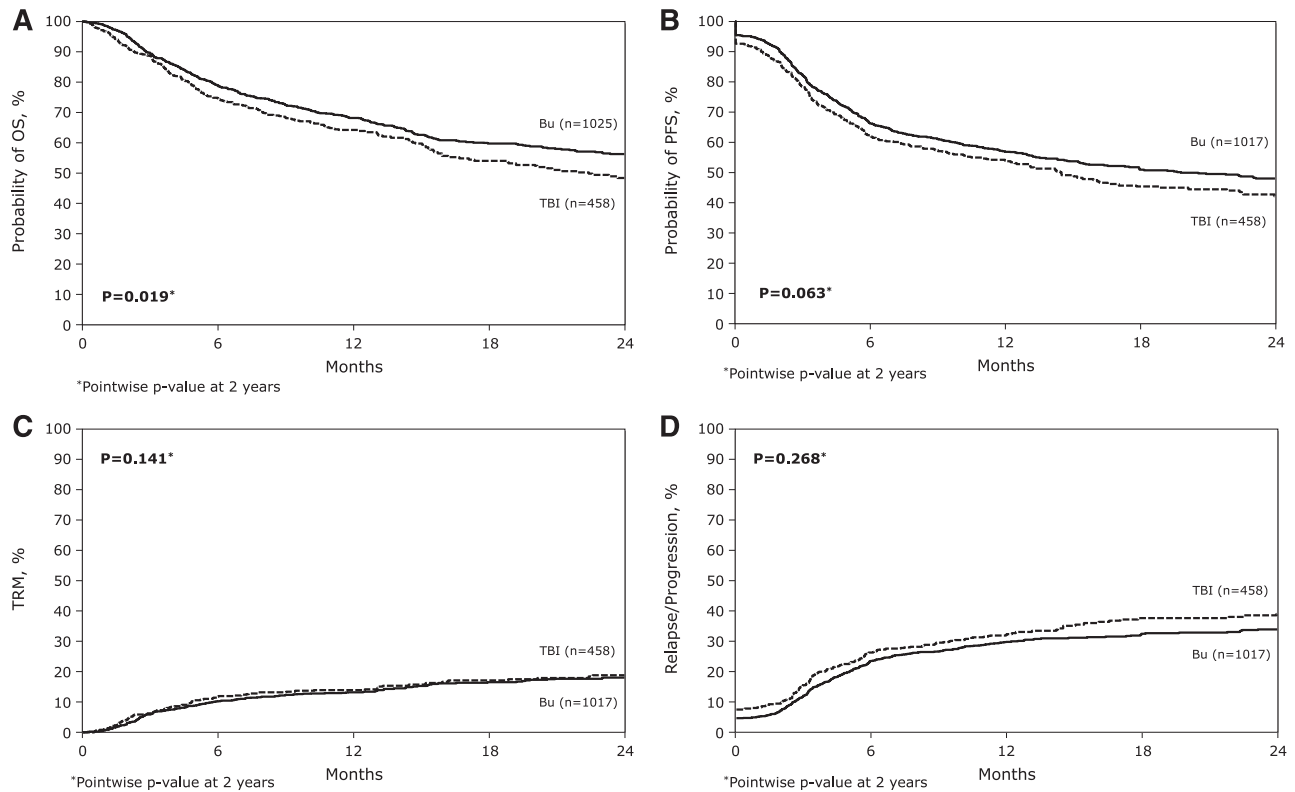 A
Probability of OS, %
100
90
80
70
60
50
40
30
20
10
0
Bu (n=1025)
TBI (n=458)
P=0.019*
0 6 12 18 24
Months
*Pointwise p-value at 2 years
B
Probability of PFS, %
100
90
80
70
60
50
40
30
20
10
0
Bu (n=1017)
TBI (n=458)
P=0.063*
0 6 12 18 24
Months
*Pointwise p-value at 2 years
C
TRM, %
100
90
80
70
60
50
40
30
20
10
0
P=0.141*
TBI (n=458)
Bu (n=1017)
0 6 12 18 24
Months
*Pointwise p-value at 2 years
D
Relapse/Progression, %
100
90
80
70
60
50
40
30
20
10
0
P=0.268*
TBI (n=458)
Bu (n=1017)
0 6 12 18 24
Months
*Pointwise p-value at 2 years